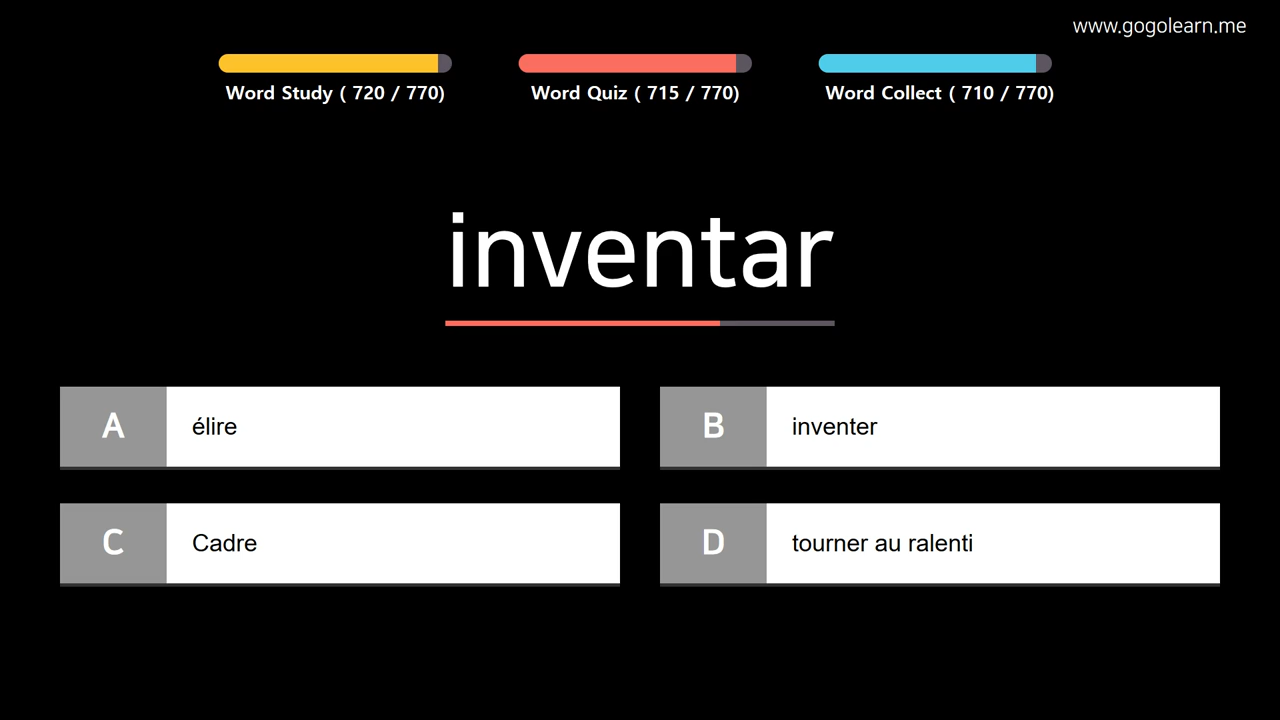 www.gogolearn.me
Word Study ( 720 / 770)
Word Quiz ( 715 / 770)
Word Collect ( 710 / 770)
inventar
A élire
B inventer
C Cadre
D tourner au ralenti